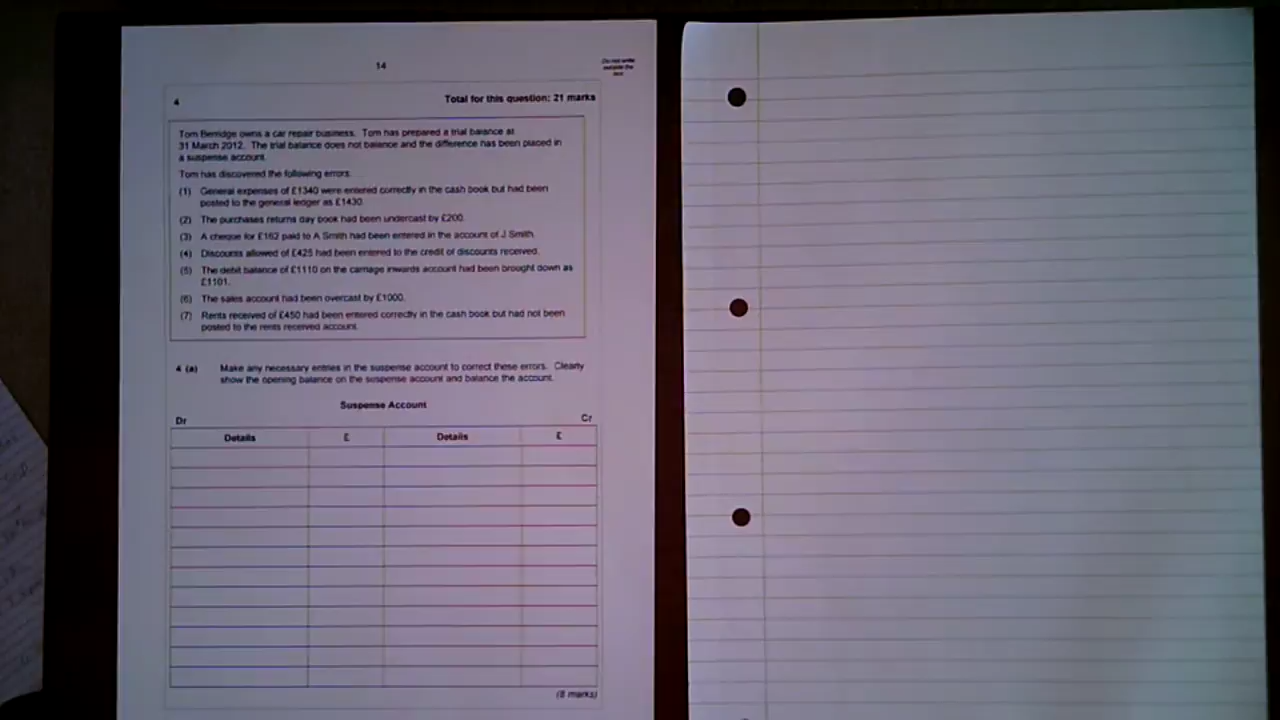 14
Do not write
outside the
box
4
Total for this question: 21 marks
Tom Berridge owns a car repair business. Tom has prepared a trial balance at
31 March 2012. The trial balance does not balance and the difference has been placed in
a suspense account.
Tom has discovered the following errors.
(1) General expenses of £1340 were entered correctly in the cash book but had been
posted to the general ledger as £1430.
(2) The purchases returns day book had been undercast by £200.
(3) A cheque for £162 paid to A Smith had been entered in the account of J Smith.
(4) Discounts allowed of £425 had been entered to the credit of discounts received.
(5) The debit balance of £1110 on the carriage inwards account had been brought down as
£1101.
(6) The sales account had been overcast by £1000.
(7) Rents received of £450 had been entered correctly in the cash book but had not been
posted to the rents received account.
4 (a) Make any necessary entries in the suspense account to correct these errors. Clearly
show the opening balance on the suspense account and balance the account.
Suspense Account
Dr Cr
Details £ Details £
(8 marks)